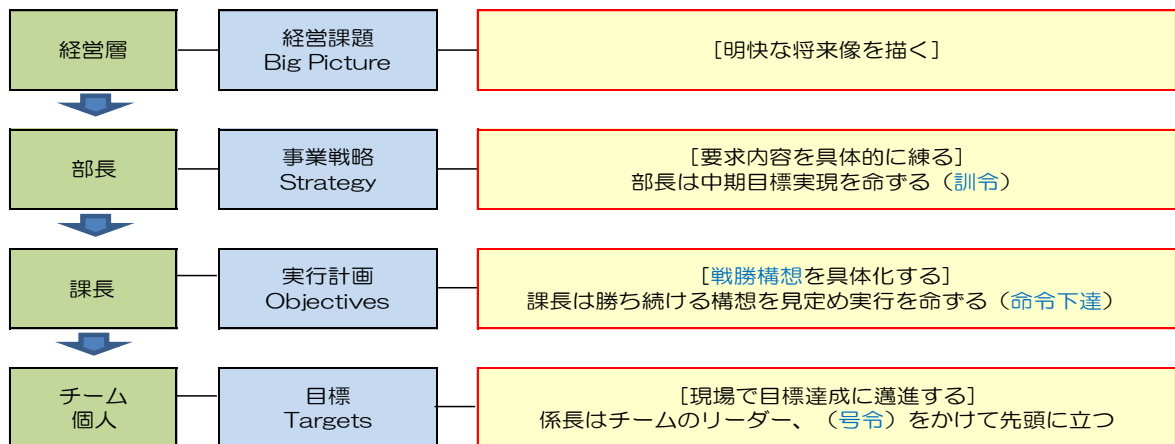 経営層
経営課題
Big Picture
[明快な将来像を描く]
部長
事業戦略
Strategy
[要求内容を具体的に練る]
部長は中期目標実現を命ずる（訓令）
課長
実行計画
Objectives
[戦勝構想を具体化する]
課長は勝ち続ける構想を見定め実行を命ずる（命令下達）
チーム
個人
目標
Targets
[現場で目標達成に邁進する]
係長はチームのリーダー、（号令）をかけて先頭に立つ